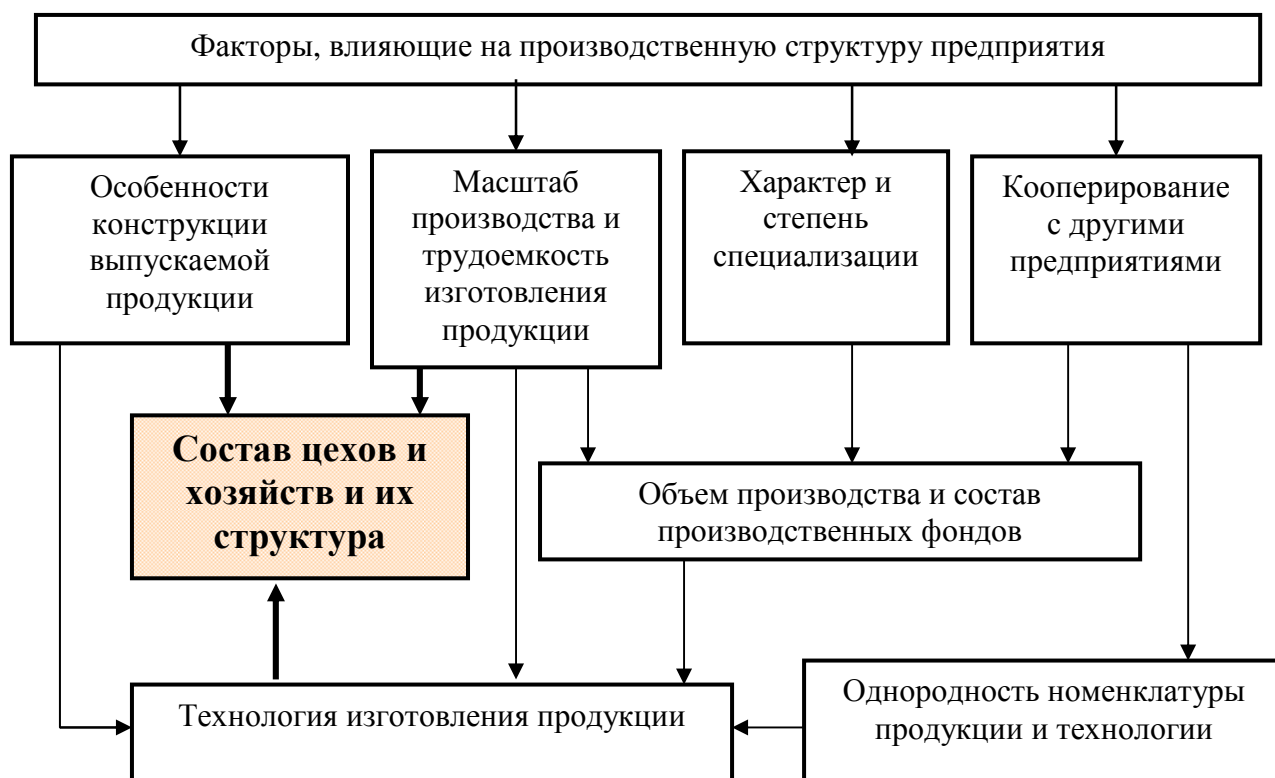 Факторы, влияющие на производственную структуру предприятия
Особенности
конструкции
выпускаемой
продукции
Масштаб
производства и
трудоемкость
изготовления
продукции
Характер и
степень
специализации
Кооперирование
с другими
предприятиями
Состав цехов и
хозяйств и их
структура
Объем производства и состав
производственных фондов
Технология изготовления продукции
Однородность номенклатуры
продукции и технологии